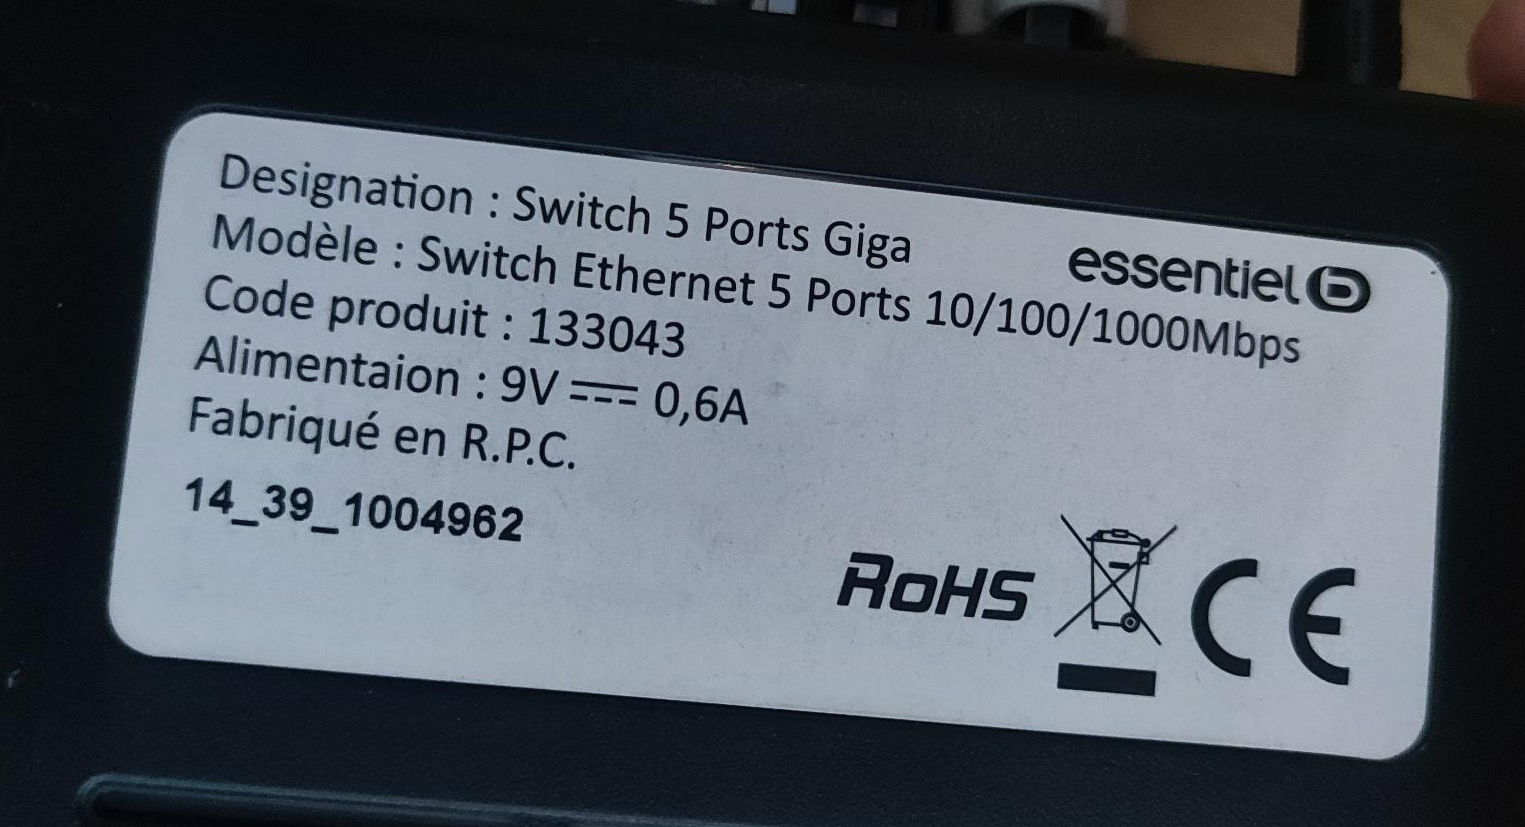 Designation : Switch 5 Ports Giga
essentiel b
Modèle : Switch Ethernet 5 Ports 10/100/1000Mbps
Code produit : 133043
Alimentaion : 9V ⎓ 0,6A
Fabriqué en R.P.C.
14_39_1004962
RoHS CE